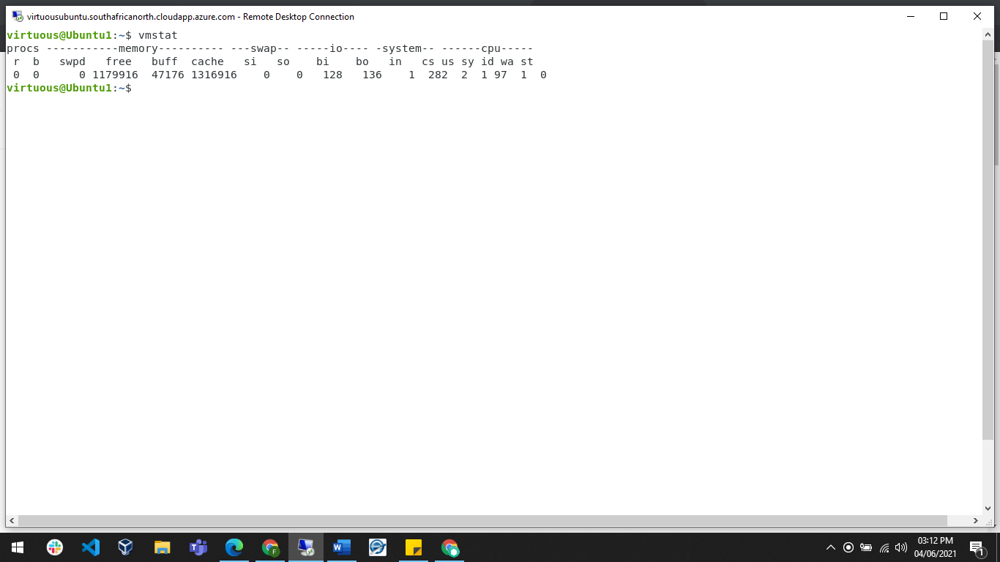 virtuousubuntu.southafricanorth.cloudapp.azure.com - Remote Desktop Connection
virtuous@Ubuntu1:~$ vmstat
procs -----------memory---------- ---swap-- -----io---- -system-- ------cpu-----
 r  b   swpd   free   buff  cache   si   so    bi    bo   in   cs us sy id wa st
 0  0      0 1179916  47176 1316916    0    0   128   136    1  282  2  1 97  1  0
virtuous@Ubuntu1:~$
03:12 PM
04/06/2021
1